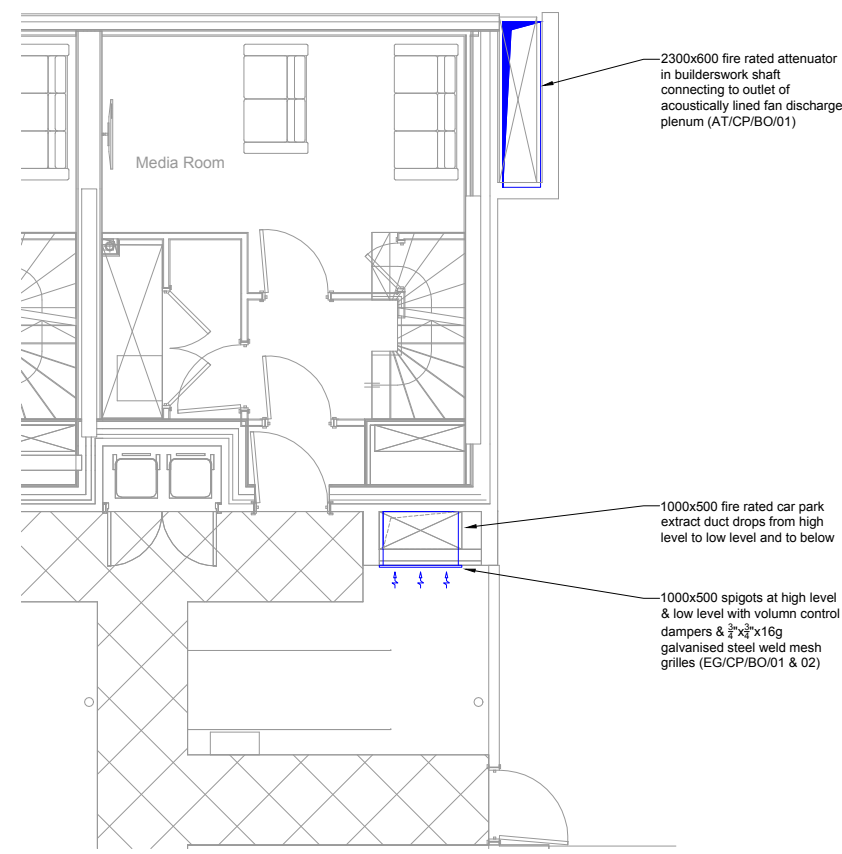 2300x600 fire rated attenuator
in builderswork shaft
connecting to outlet of
acoustically lined fan discharge
plenum (AT/CP/BO/01)
Media Room
1000x500 fire rated car park
extract duct drops from high
level to low level and to below
1000x500 spigots at high level
& low level with volumn control
dampers & ¾"x¾"x16g
galvanised steel weld mesh
grilles (EG/CP/BO/01 & 02)